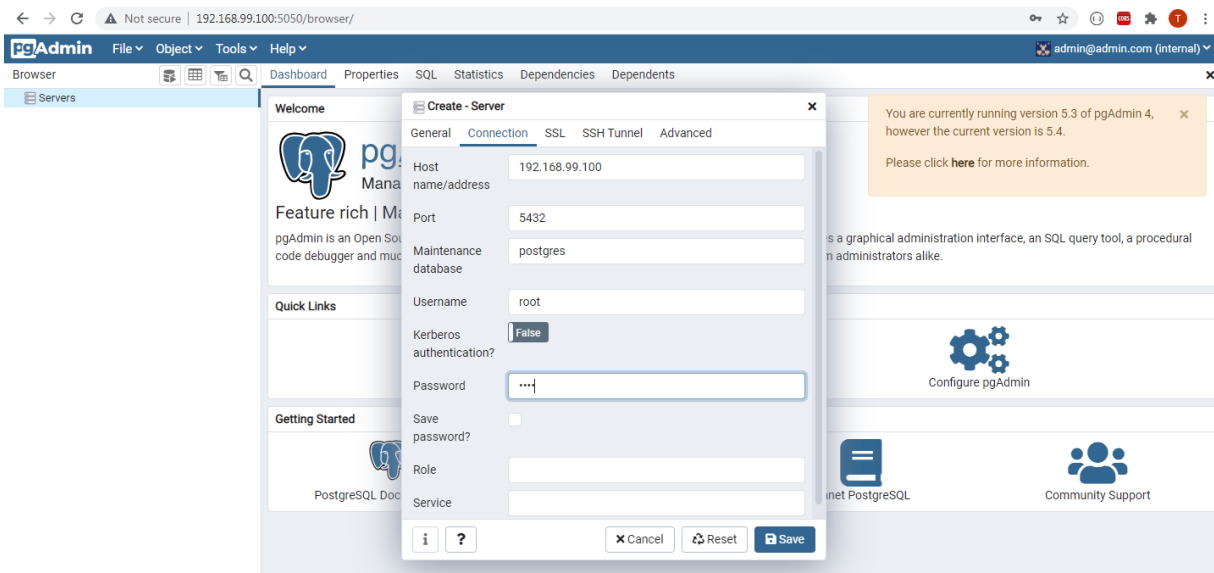 Not secure 192.168.99.100:5050/browser/
CORS
T
pgAdmin File Object Tools Help admin@admin.com (internal)
Browser Dashboard Properties SQL Statistics Dependencies Dependents
Servers
Welcome
pg
Mana
Feature rich | Ma
pgAdmin is an Open Sou
s a graphical administration interface, an SQL query tool, a procedural
code debugger and muc
administrators alike.
You are currently running version 5.3 of pgAdmin 4,
however the current version is 5.4.
Please click here for more information.
Quick Links
Configure pgAdmin
Getting Started
PostgreSQL Doc
net PostgreSQL
Community Support
Create - Server
General Connection SSL SSH Tunnel Advanced
Host
name/address
192.168.99.100
Port 5432
Maintenance
database
postgres
Username root
Kerberos
authentication?
False
Password ····
Save
password?
Role
Service
i ? Cancel Reset Save